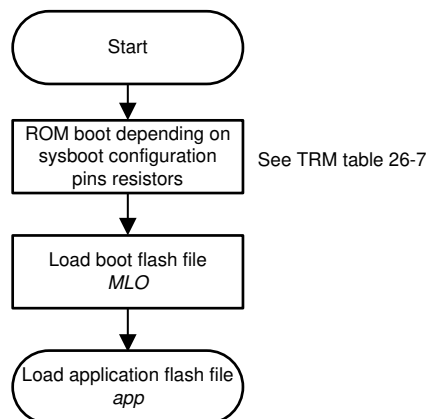 Start
ROM boot depending on
sysboot configuration
pins resistors
See TRM table 26-7
Load boot flash file
MLO
Load application flash file
app